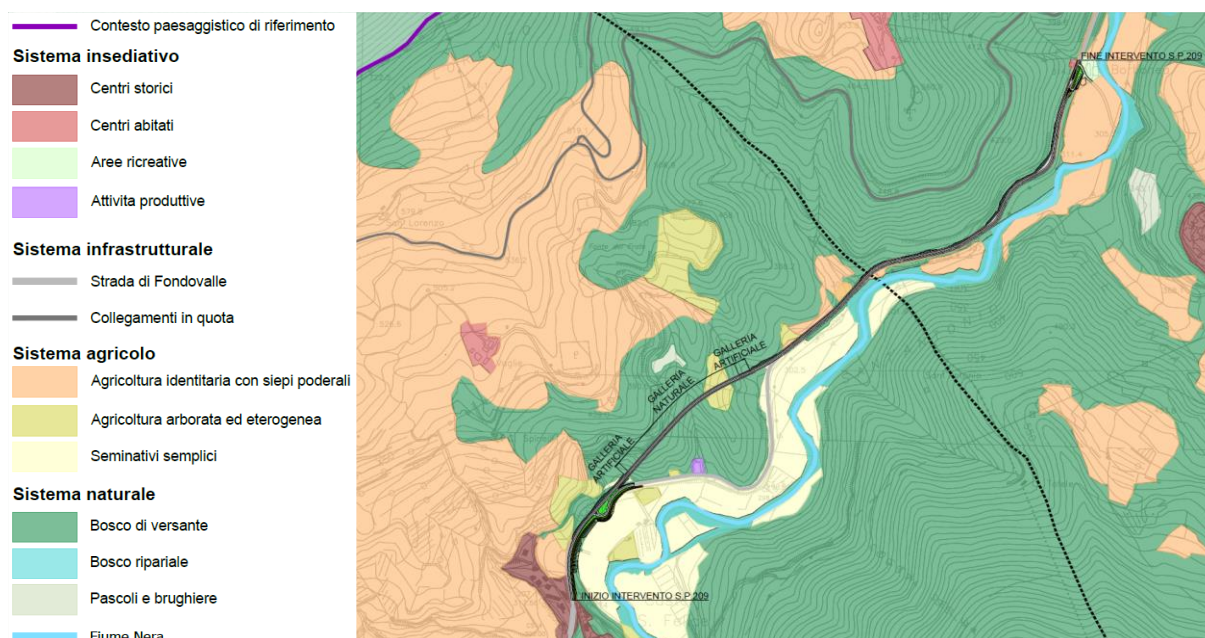 Contesto paesaggistico di riferimento
Sistema insediativo
Centri storici
Centri abitati
Aree ricreative
Attivita produttive
Sistema infrastrutturale
Strada di Fondovalle
Collegamenti in quota
Sistema agricolo
Agricoltura identitaria con siepi poderali
Agricoltura arborata ed eterogenea
Seminativi semplici
Sistema naturale
Bosco di versante
Bosco ripariale
Pascoli e brughiere
Fiume Nera
FINE INTERVENTO S.P.209
GALLERIA
ARTIFICIALE
GALLERIA
NATURALE
GALLERIA
ARTIFICIALE
INIZIO INTERVENTO S.P.209